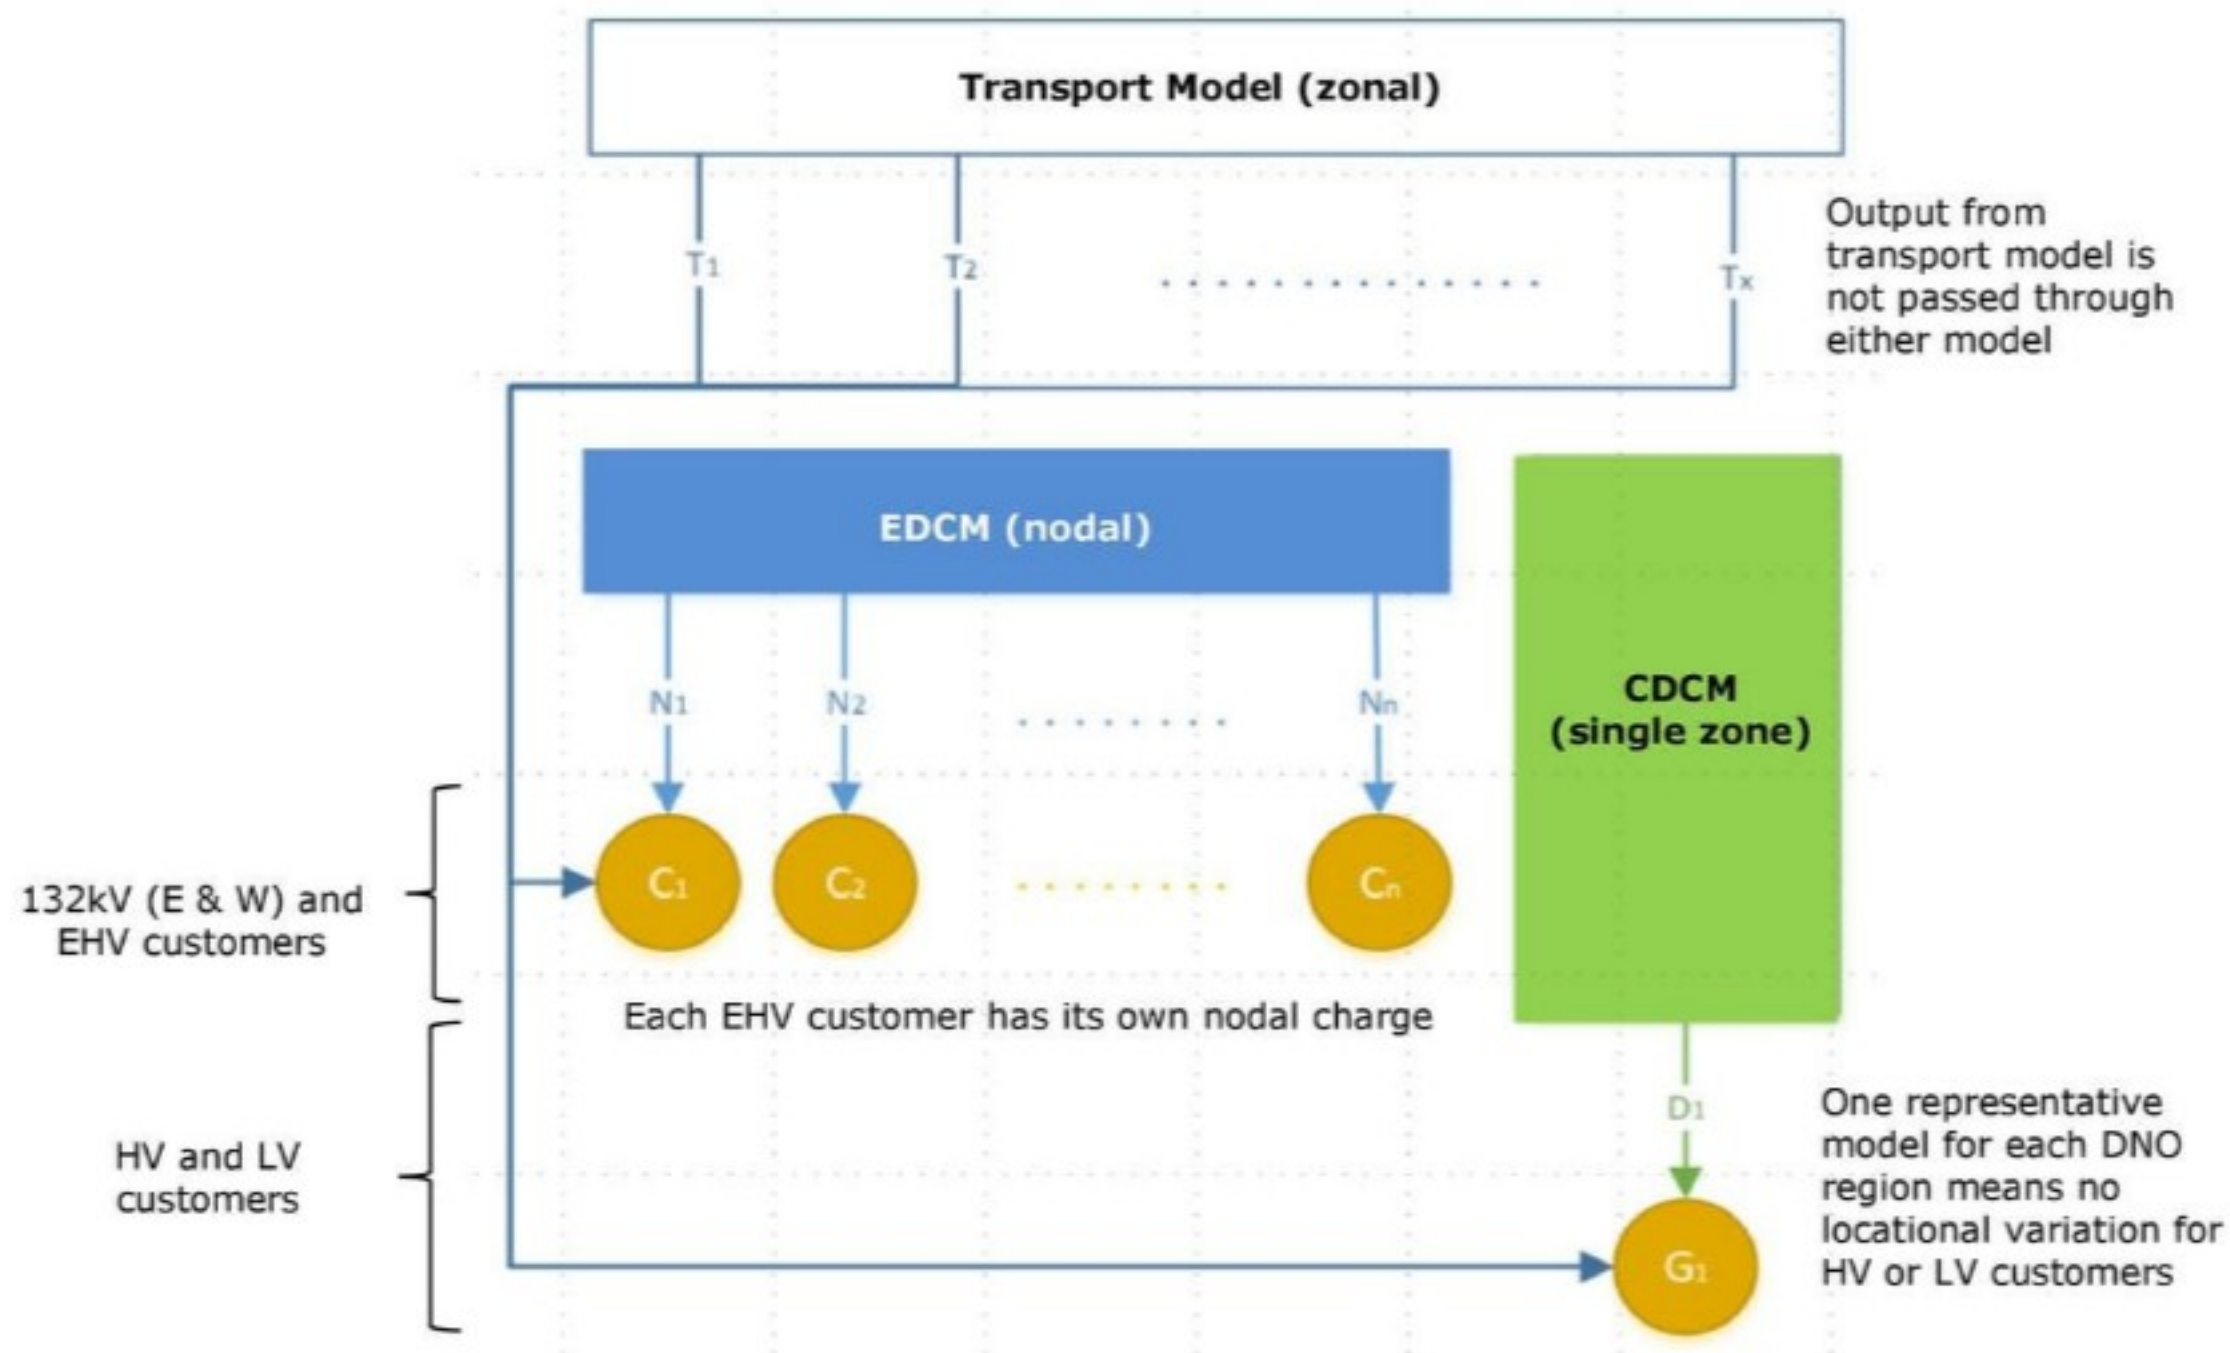 Transport Model (zonal)
T1
T2
Tx
Output from
transport model is
not passed through
either model
EDCM (nodal)
CDCM
(single zone)
N1
N2
Nn
132kV (E & W) and
EHV customers
C1
C2
Cn
Each EHV customer has its own nodal charge
HV and LV
customers
D1
G1
One representative
model for each DNO
region means no
locational variation for
HV or LV customers